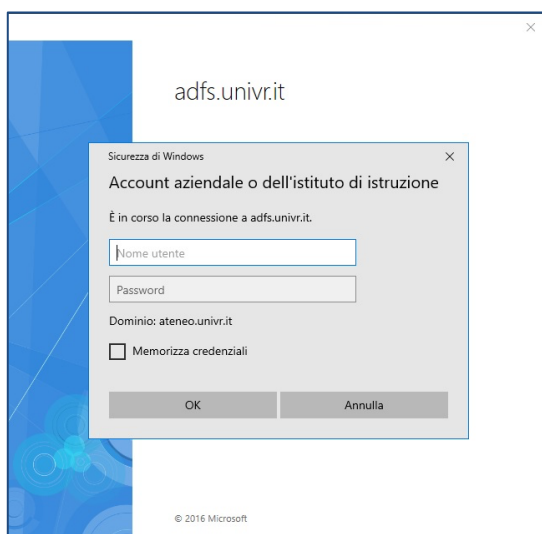 adfs.univr.it
Sicurezza di Windows
Account aziendale o dell'istituto di istruzione
È in corso la connessione a adfs.univr.it.
Nome utente
Password
Dominio: ateneo.univr.it
Memorizza credenziali
OK Annulla
© 2016 Microsoft